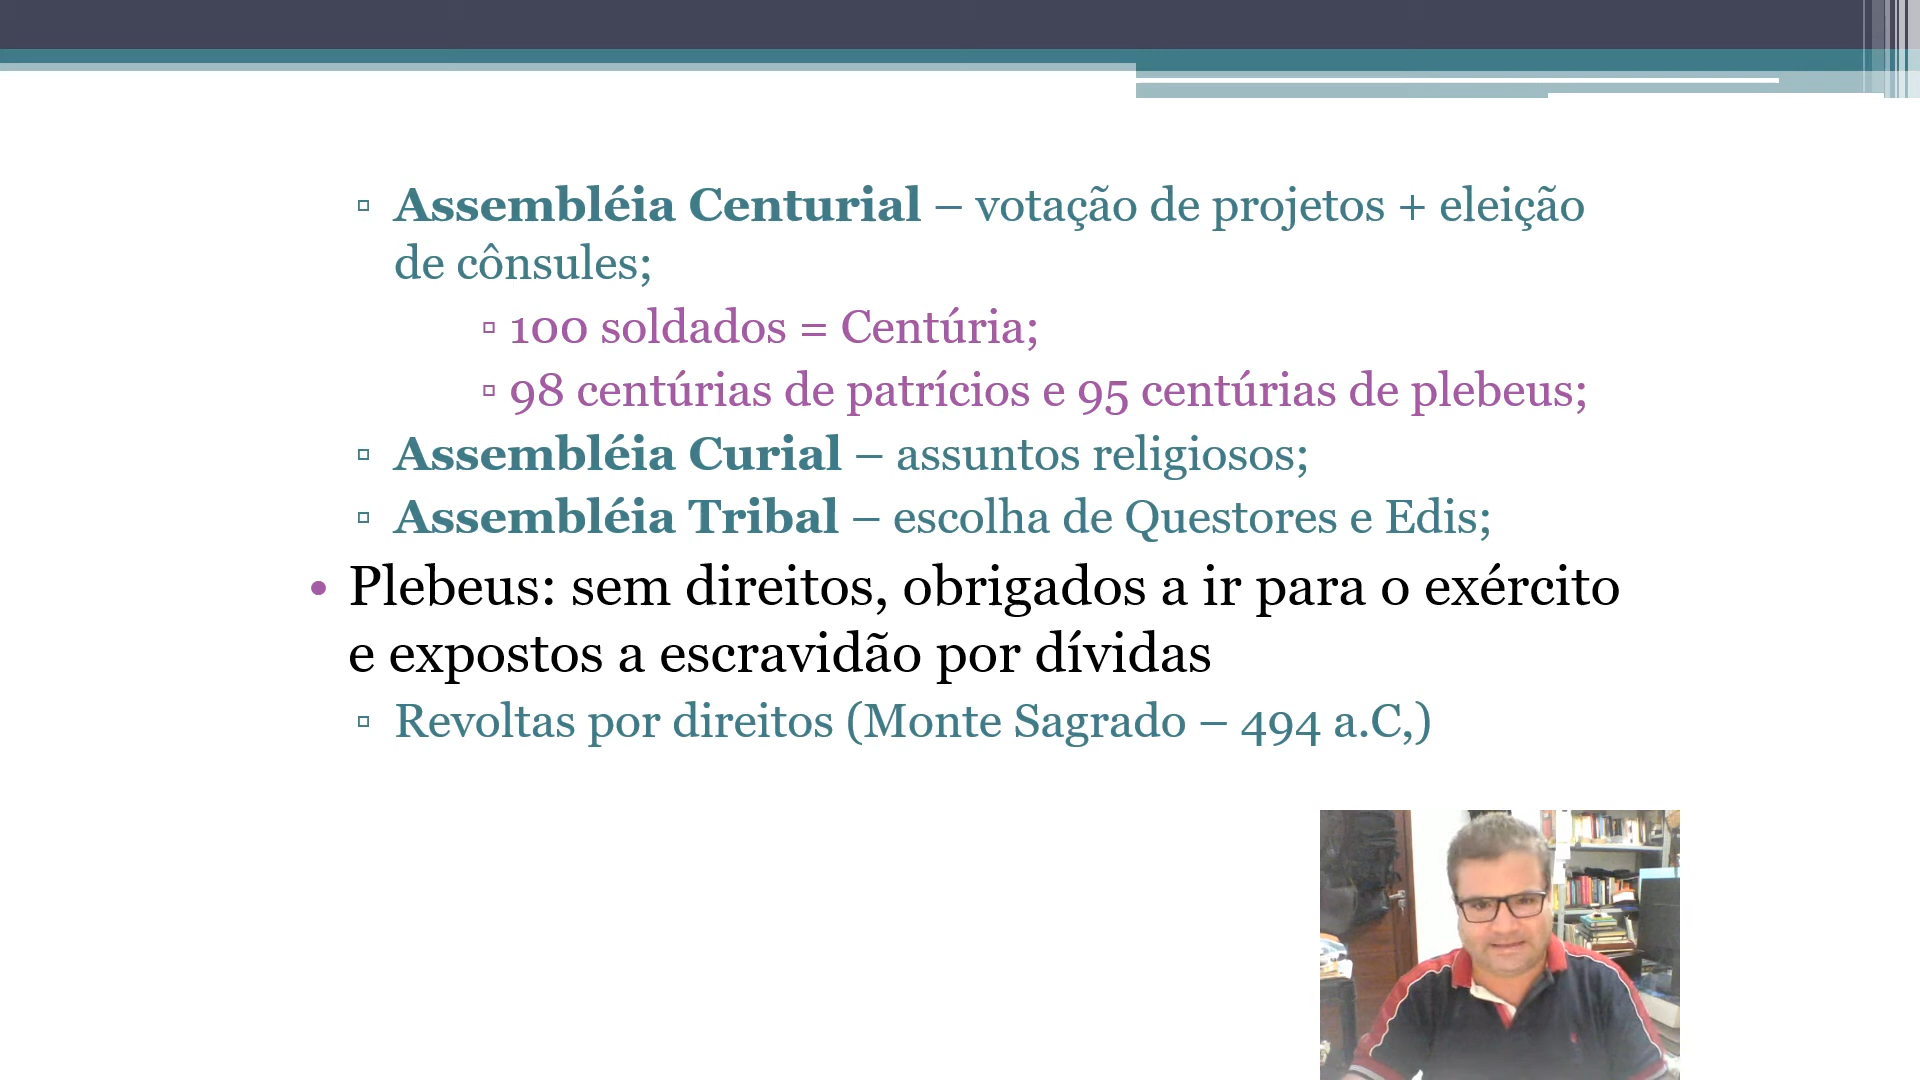 ▫ Assembléia Centurial – votação de projetos + eleição
de cônsules;
▫ 100 soldados = Centúria;
▫ 98 centúrias de patrícios e 95 centúrias de plebeus;
▫ Assembléia Curial – assuntos religiosos;
▫ Assembléia Tribal – escolha de Questores e Edis;
• Plebeus: sem direitos, obrigados a ir para o exército
e expostos a escravidão por dívidas
▫ Revoltas por direitos (Monte Sagrado – 494 a.C,)